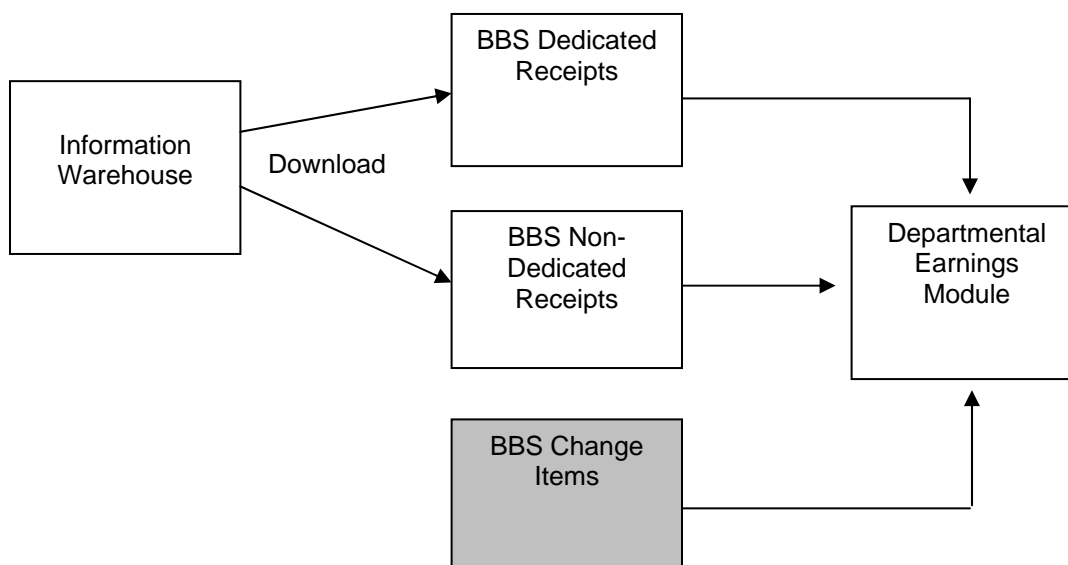 BBS Dedicated
Receipts
Information
Warehouse
Download
BBS Non-
Dedicated
Receipts
Departmental
Earnings
Module
BBS Change
Items